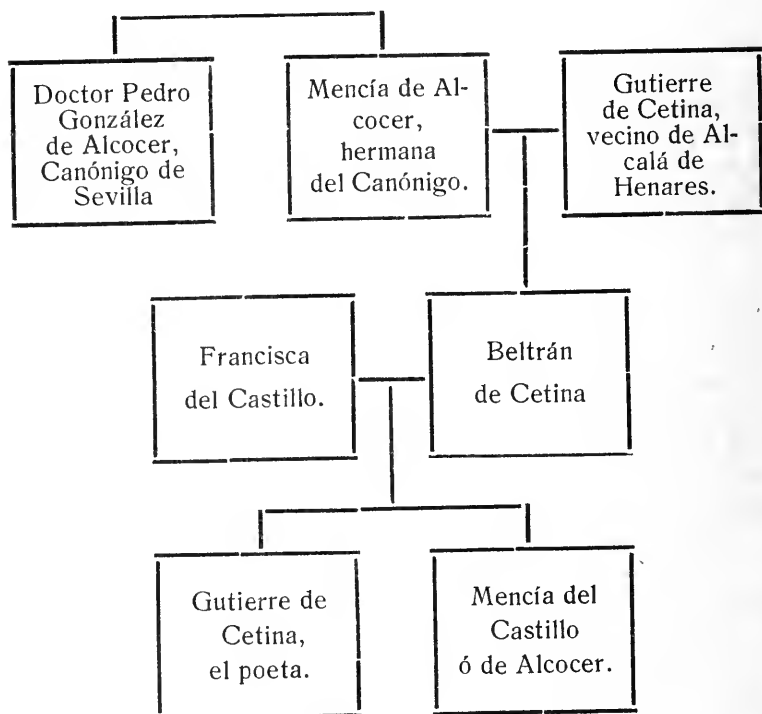 Doctor Pedro
González
de Alcocer,
Canónigo de
Sevilla
Mencía de Al-
cocer,
hermana
del Canónigo.
Gutierre
de Cetina,
vecino de Al-
calá de
Henares.
Francisca
del Castillo.
Beltrán
de Cetina
Gutierre de
Cetina,
el poeta.
Mencía del
Castillo
ó de Alcocer.